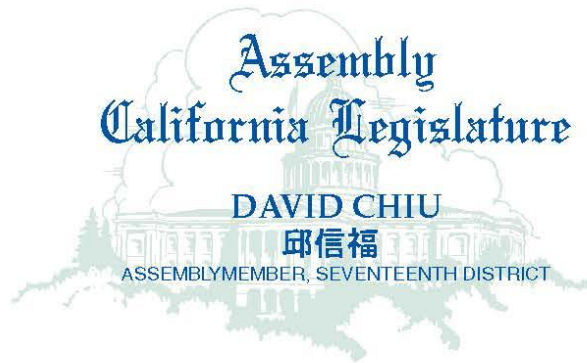 Assembly
California Legislature
DAVID CHIU
邱信福
ASSEMBLYMEMBER, SEVENTEENTH DISTRICT